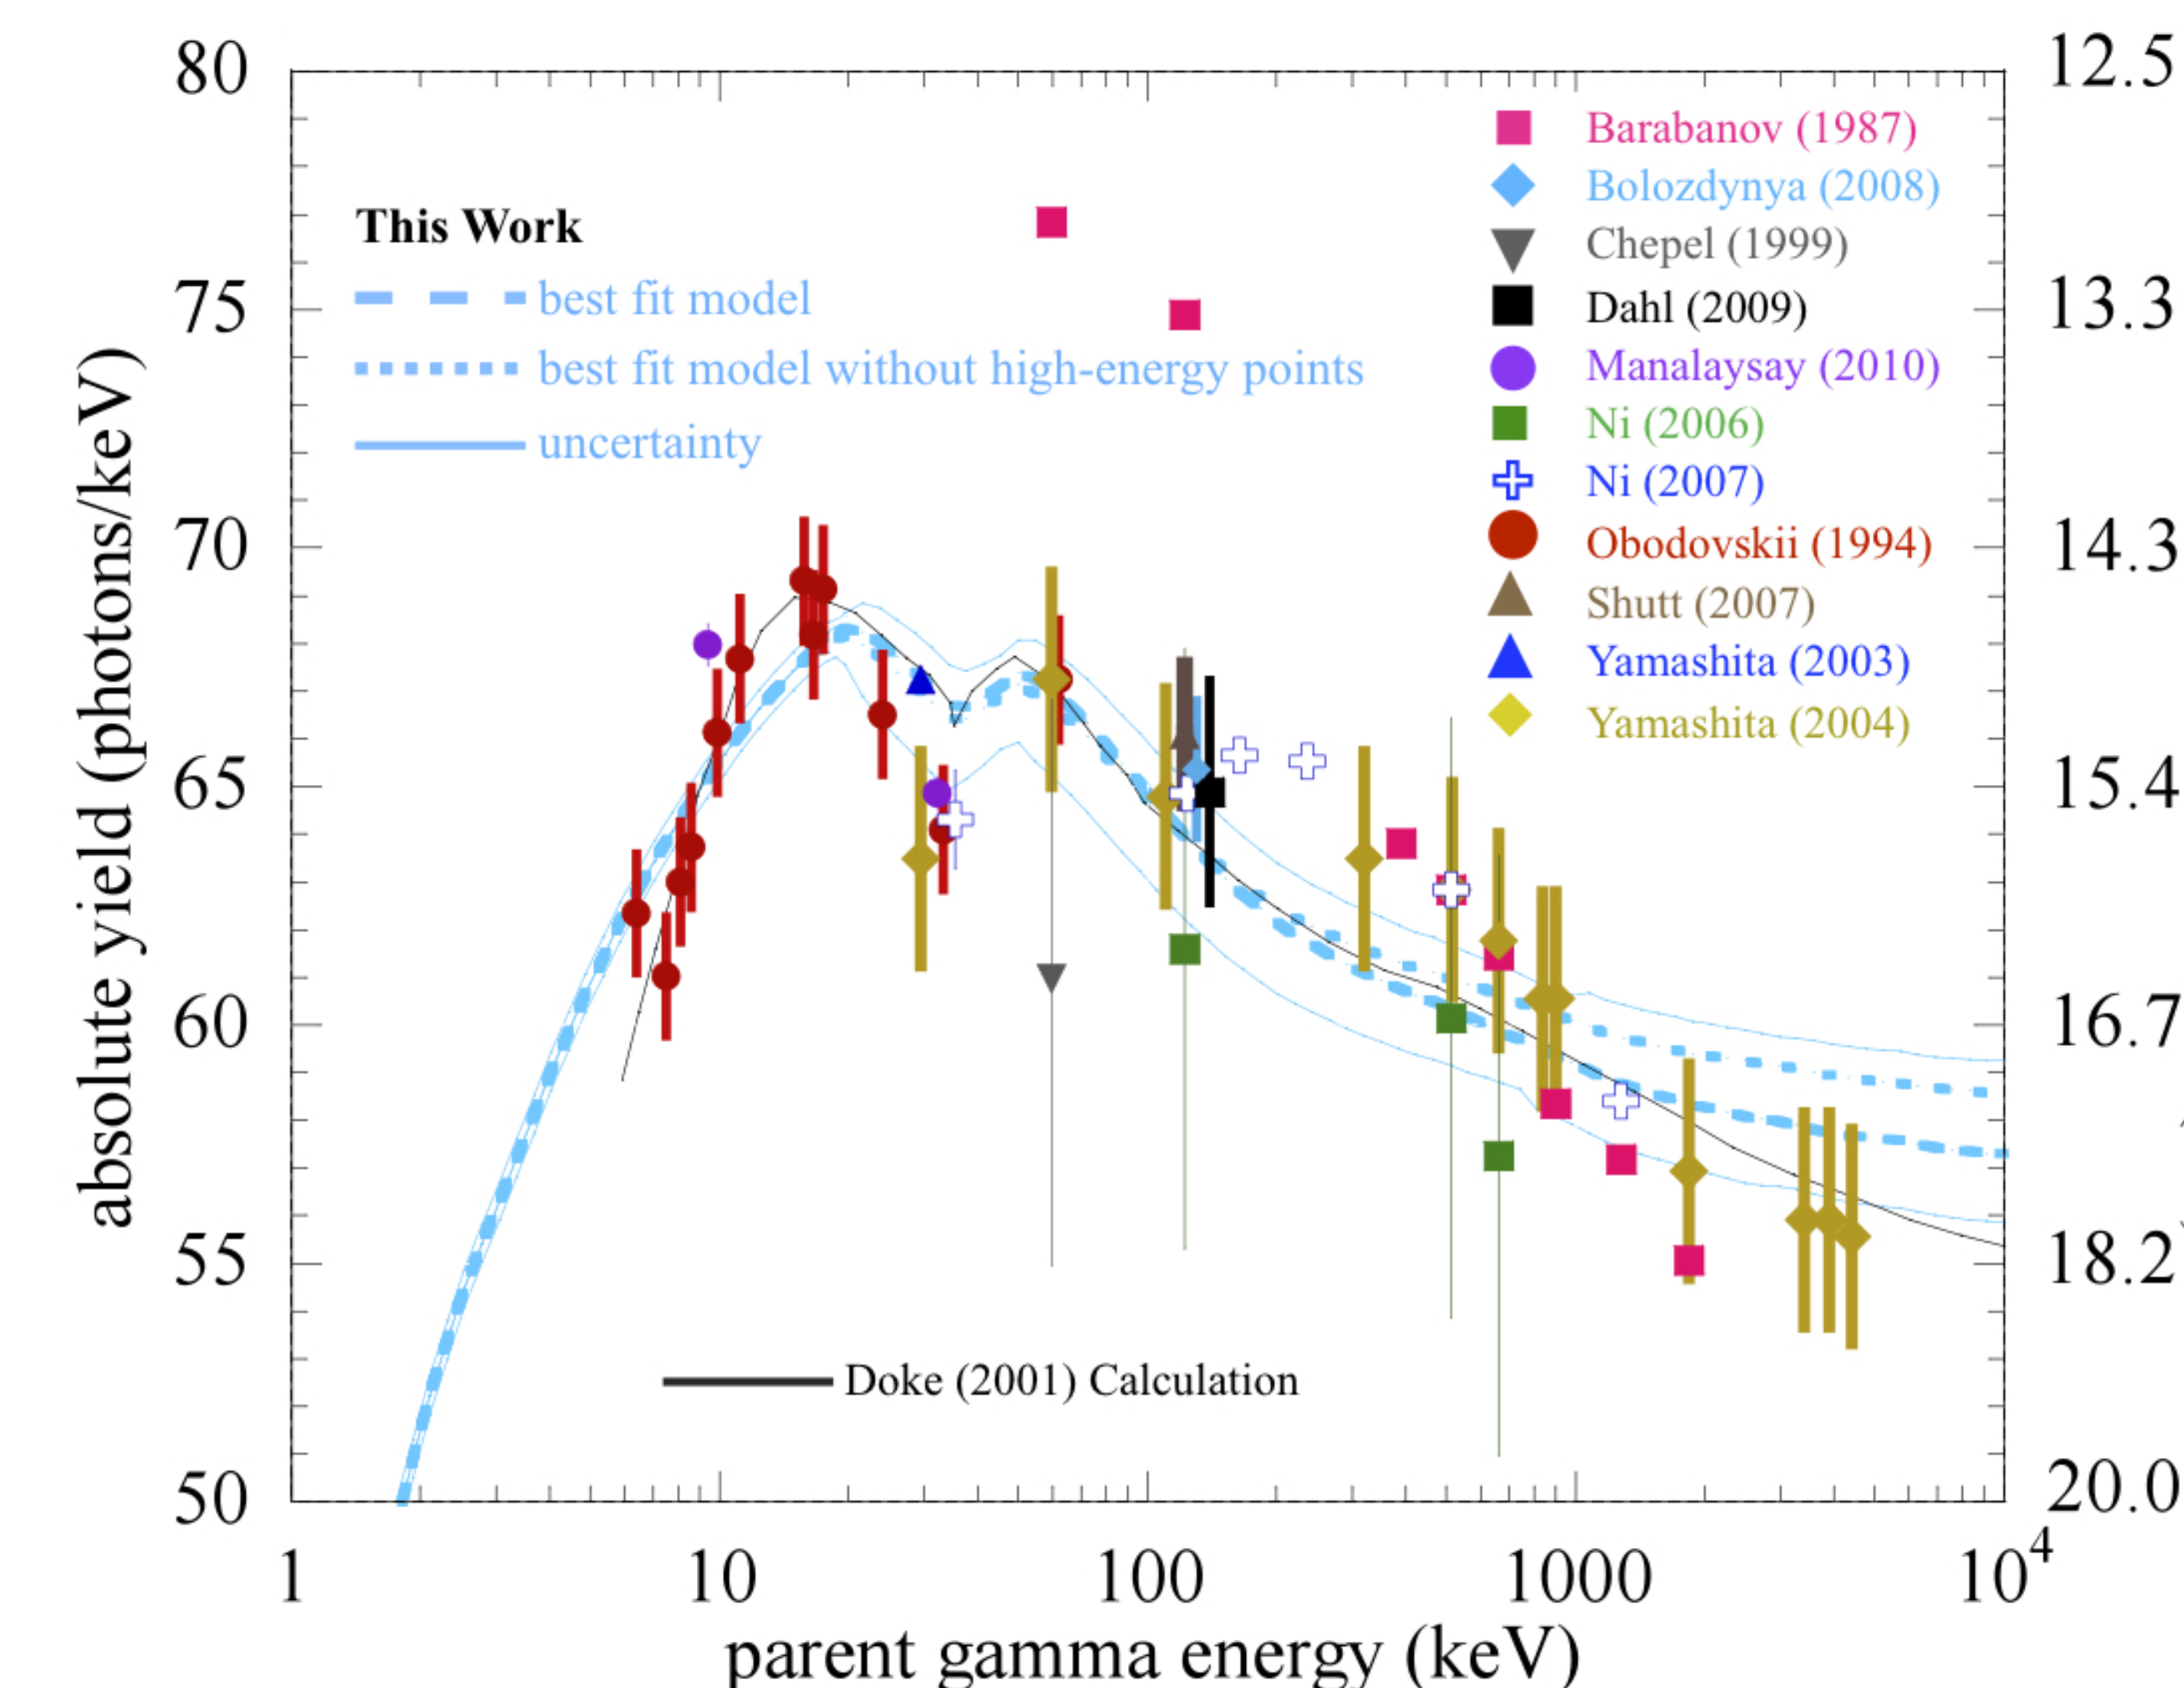 80
75
70
65
60
55
50
absolute yield (photons/keV)
12.5
13.3
14.3
15.4
16.7
18.2
20.0
This Work
best fit model
best fit model without high-energy points
uncertainty
Barabanov (1987)
Bolozdynya (2008)
Chepel (1999)
Dahl (2009)
Manalaysay (2010)
Ni (2006)
Ni (2007)
Obodovskii (1994)
Shutt (2007)
Yamashita (2003)
Yamashita (2004)
Doke (2001) Calculation
1 10 100 1000 10⁴
parent gamma energy (keV)